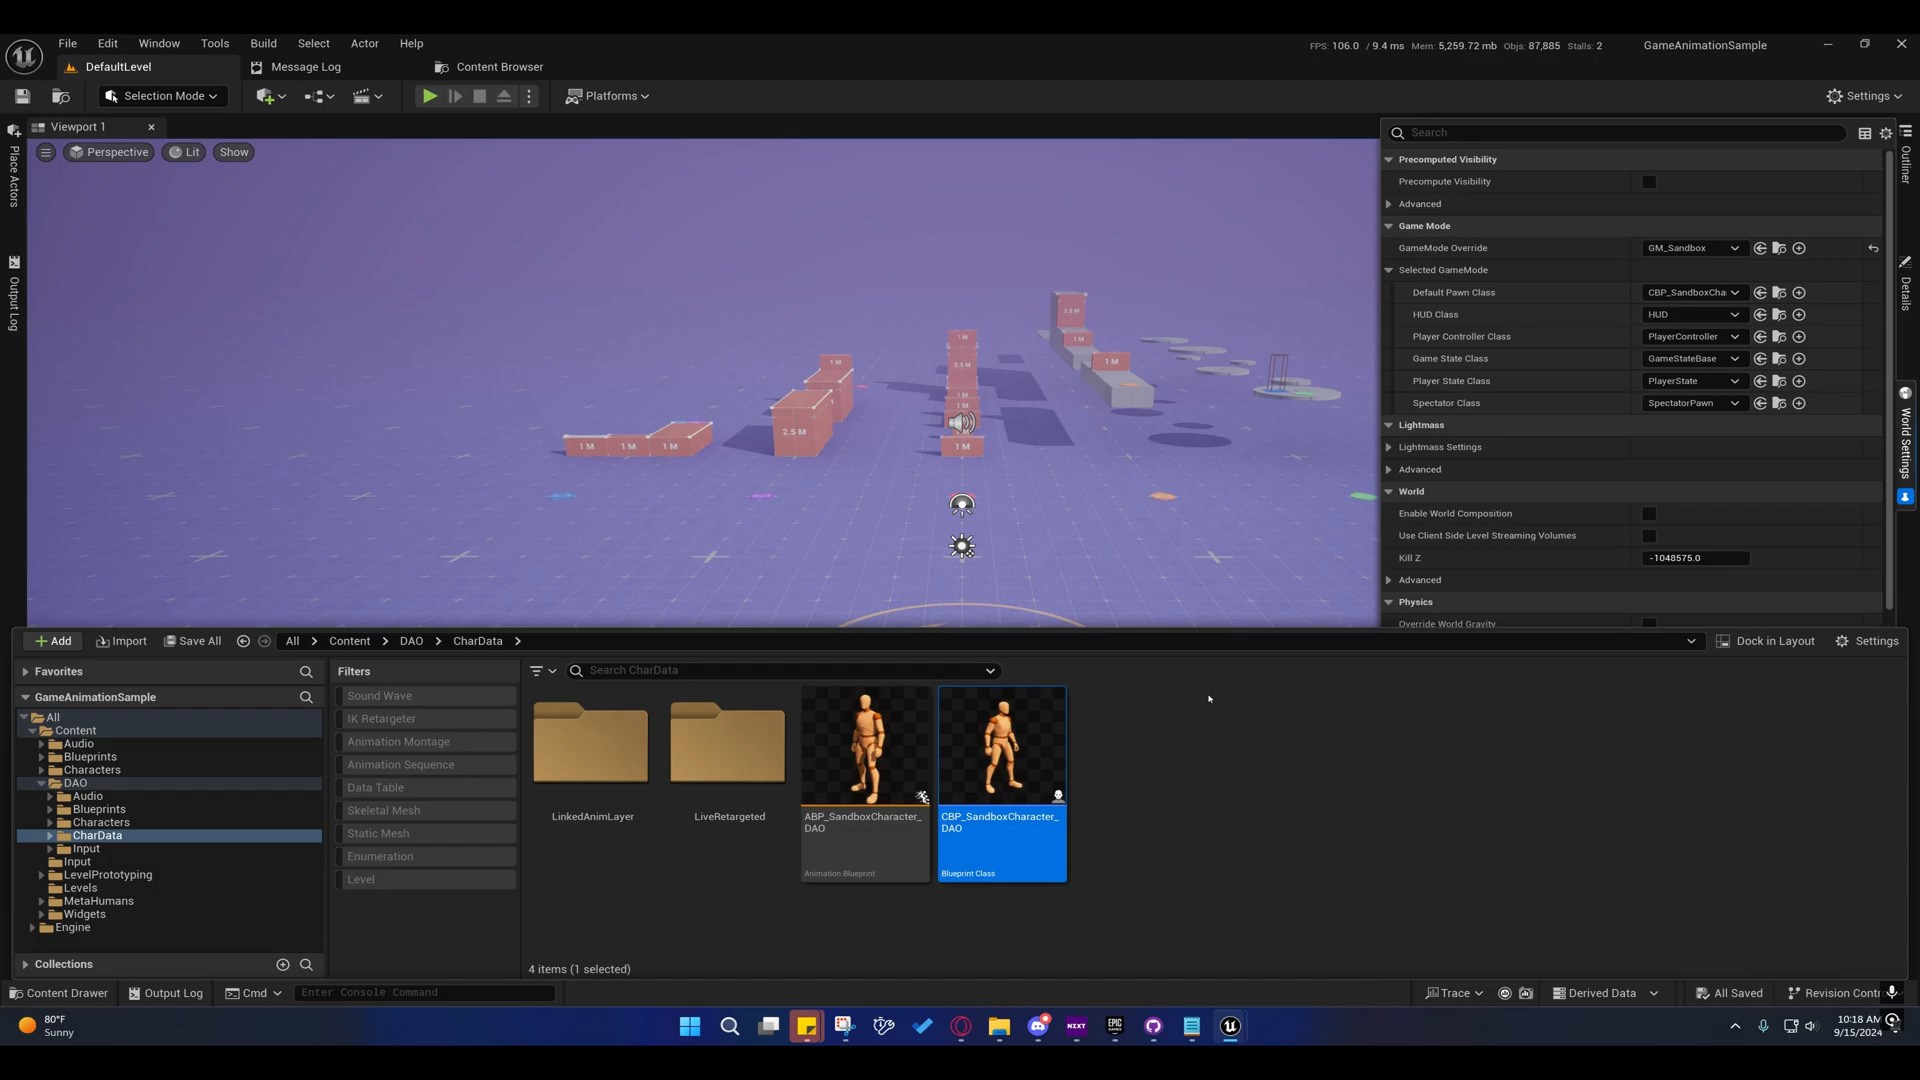 File Edit Window Tools Build Select Actor Help
FPS: 106.0 / 9.4 ms Mem: 5,259.72 mb Objs: 87,885 Stalls: 2
GameAnimationSample
DefaultLevel
Message Log
Content Browser
Selection Mode
Platforms
Settings
Viewport 1
Perspective
Lit
Show
Place Actors
Output Log
1 M
1 M
1 M
2.5 M
1 M
1 M
2.5 M
1 M
1 M
1 M
2.5 M
1 M
1 M
Search
Precomputed Visibility
Precompute Visibility
Advanced
Game Mode
GameMode Override GM_Sandbox
Selected GameMode
Default Pawn Class CBP_SandboxCha
HUD Class HUD
Player Controller Class PlayerController
Game State Class GameStateBase
Player State Class PlayerState
Spectator Class SpectatorPawn
Lightmass
Lightmass Settings
Advanced
World
Enable World Composition
Use Client Side Level Streaming Volumes
Kill Z -1048575.0
Advanced
Physics
Override World Gravity
Outliner
Details
World Settings
Add
Import
Save All
All
Content
DAO
CharData
Dock in Layout
Settings
Favorites
GameAnimationSample
All
Content
Audio
Blueprints
Characters
DAO
Audio
Blueprints
Characters
CharData
Input
Input
LevelPrototyping
Levels
MetaHumans
Widgets
Engine
Collections
Filters
Sound Wave
IK Retargeter
Animation Montage
Animation Sequence
Data Table
Skeletal Mesh
Static Mesh
Enumeration
Level
Search CharData
LinkedAnimLayer
LiveRetargeted
ABP_SandboxCharacter_
DAO
Animation Blueprint
CBP_SandboxCharacter_
DAO
Blueprint Class
4 items (1 selected)
Content Drawer
Output Log
Cmd
Enter Console Command
Trace
Derived Data
All Saved
Revision Contr
80°F
Sunny
NZXT
EPIC
GAMES
10:18 AM
9/15/2024